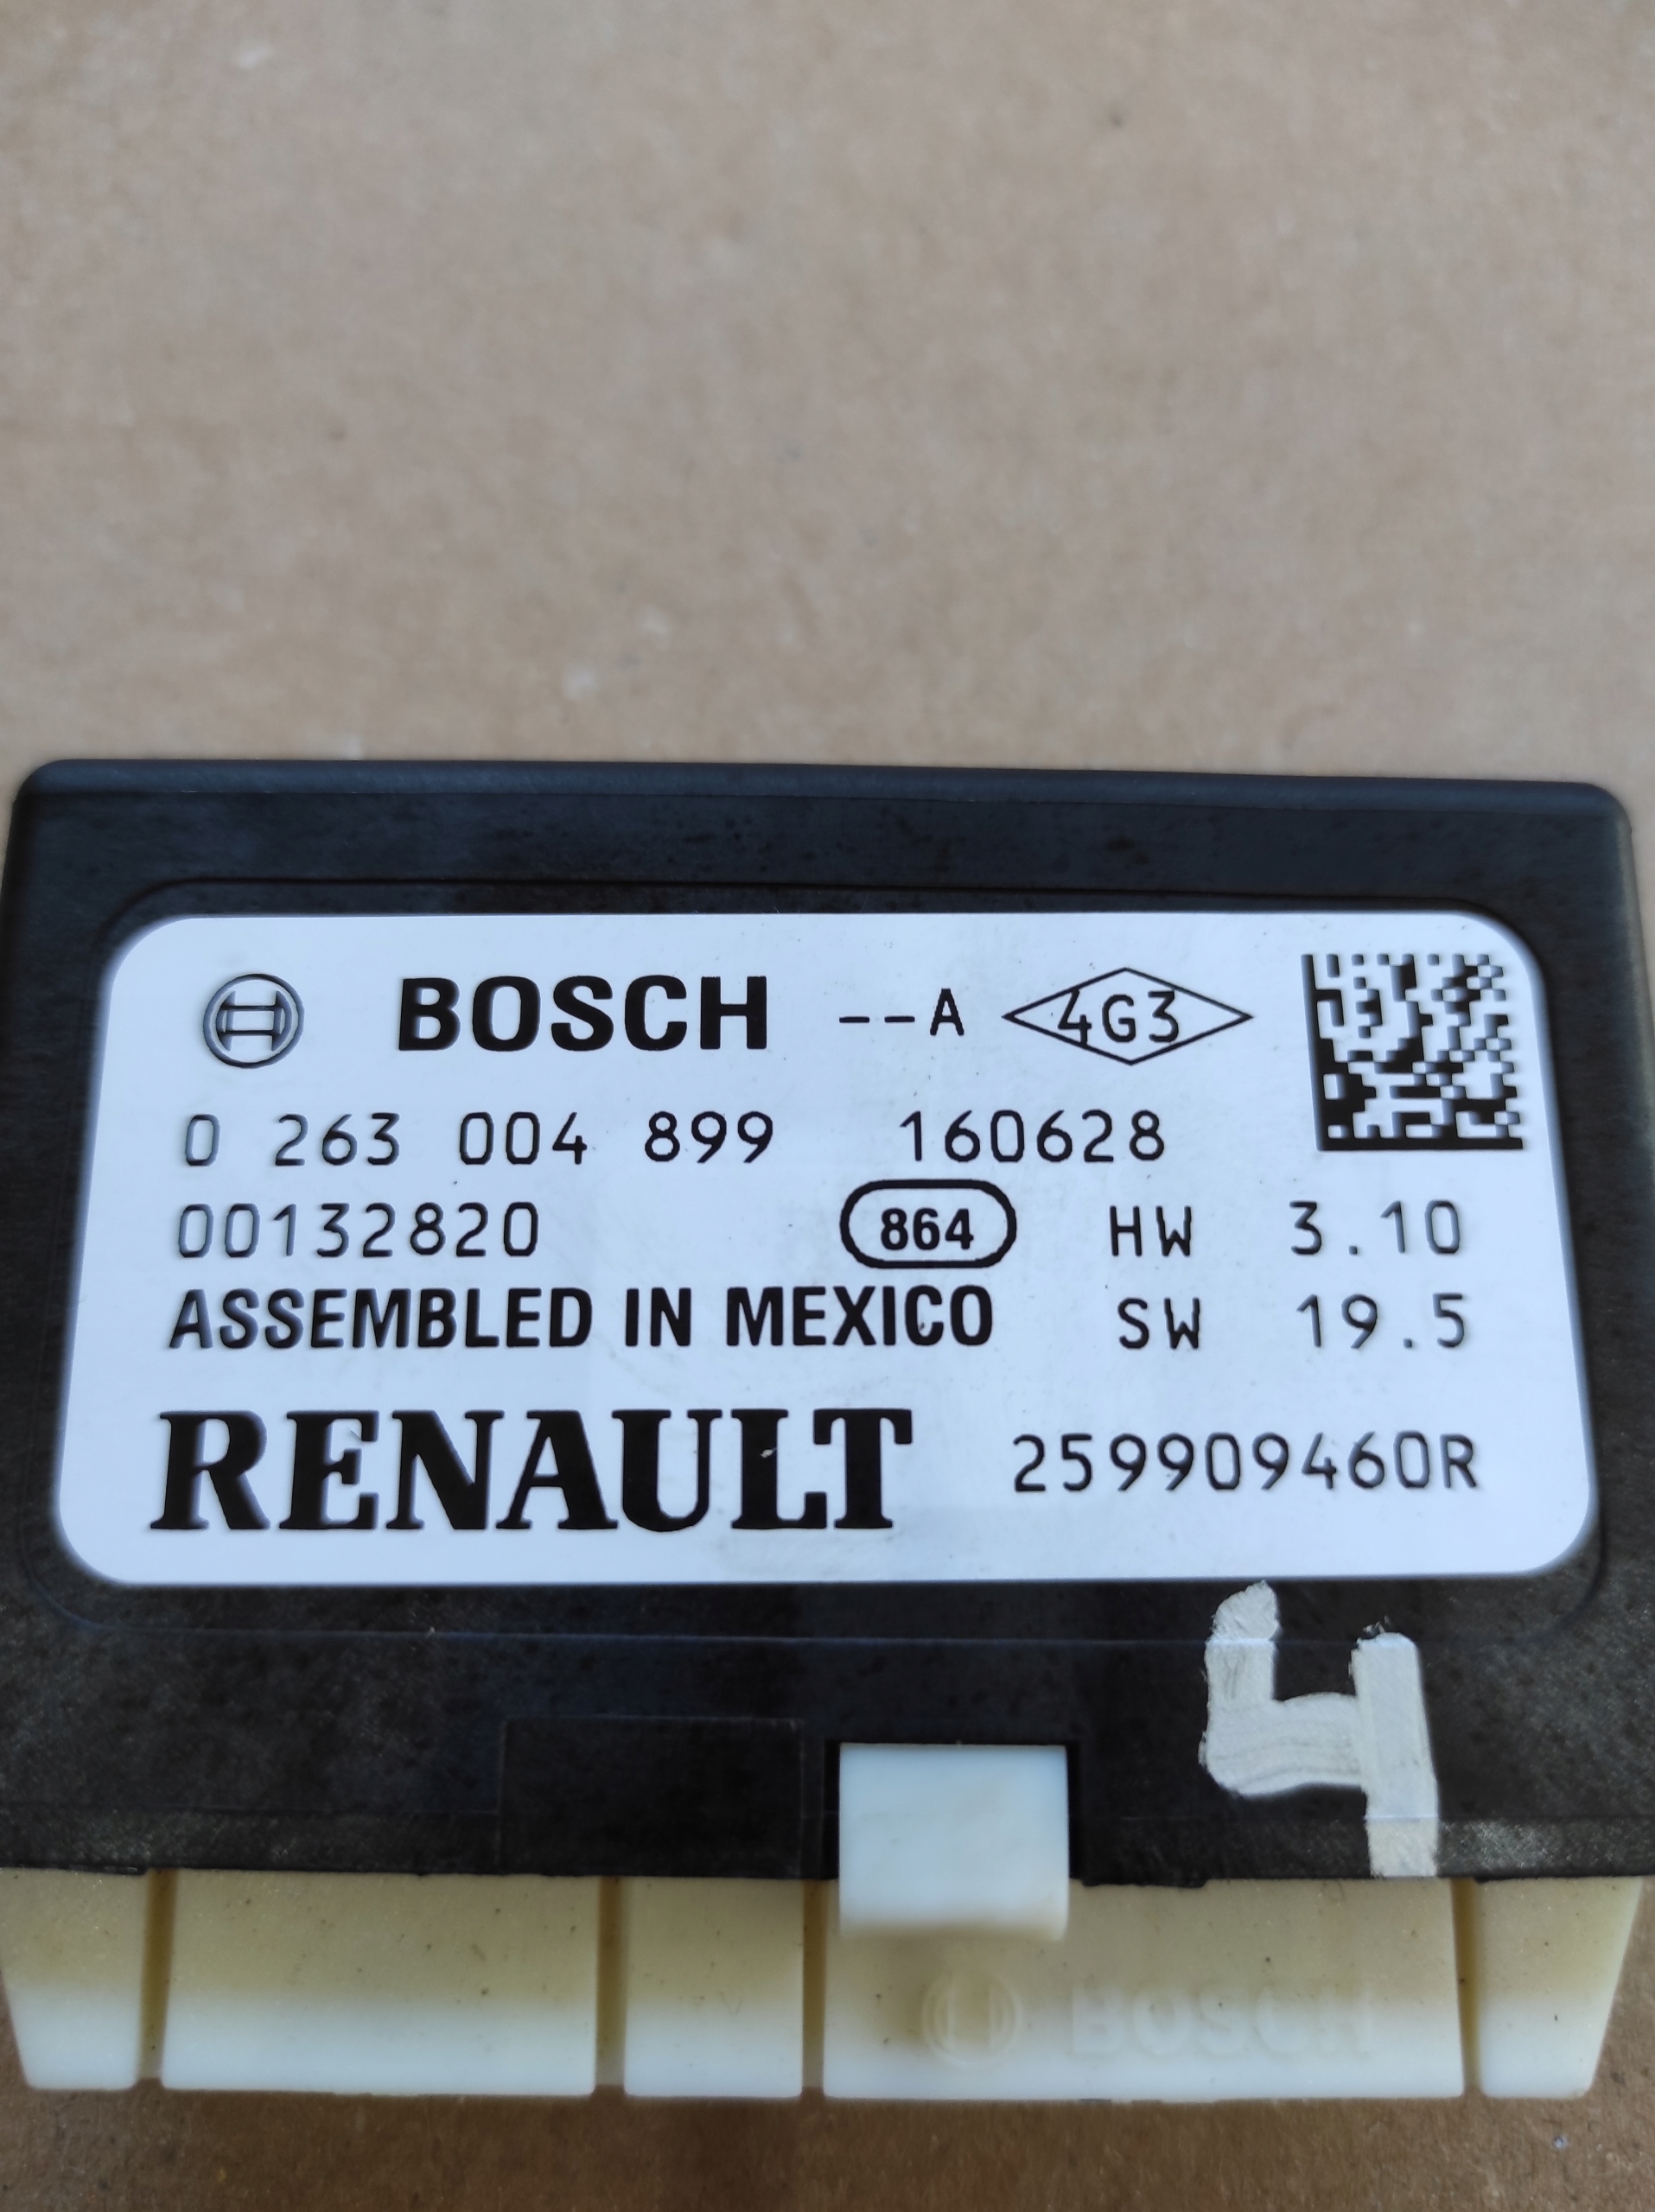 BOSCH --A 4G3
0 263 004 899 160628
00132820 864 HW 3.10
ASSEMBLED IN MEXICO SW 19.5
RENAULT 259909460R
4
BOSCH